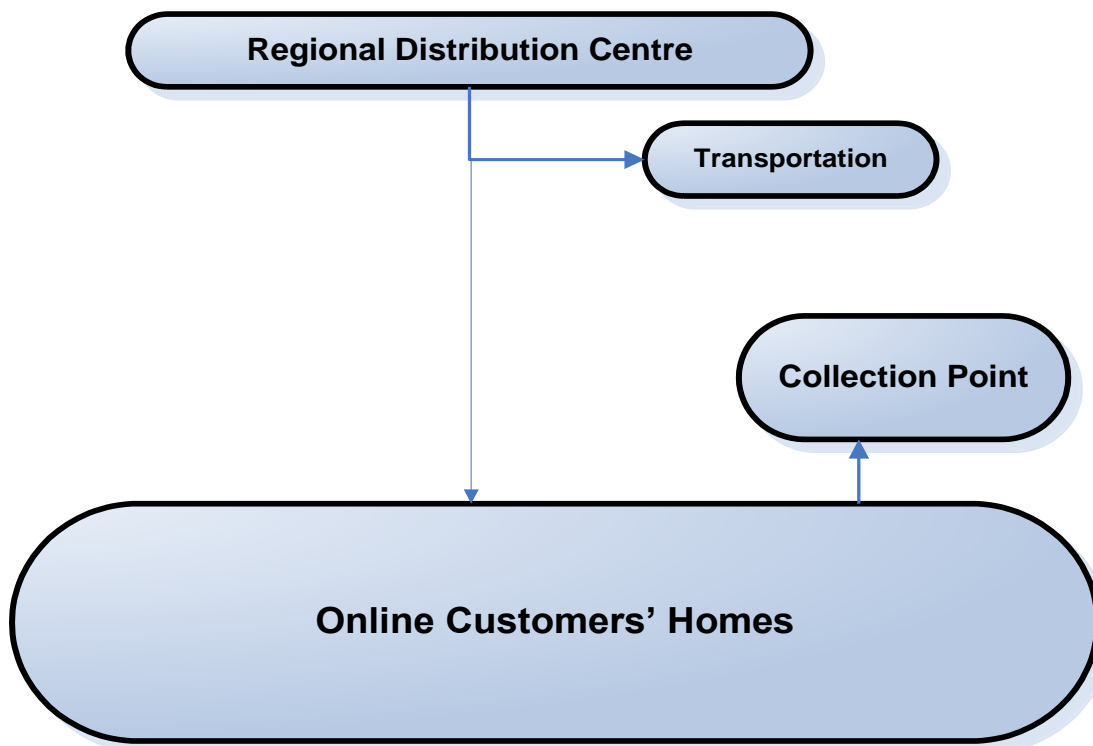 Regional Distribution Centre
Transportation
Collection Point
Online Customers’ Homes